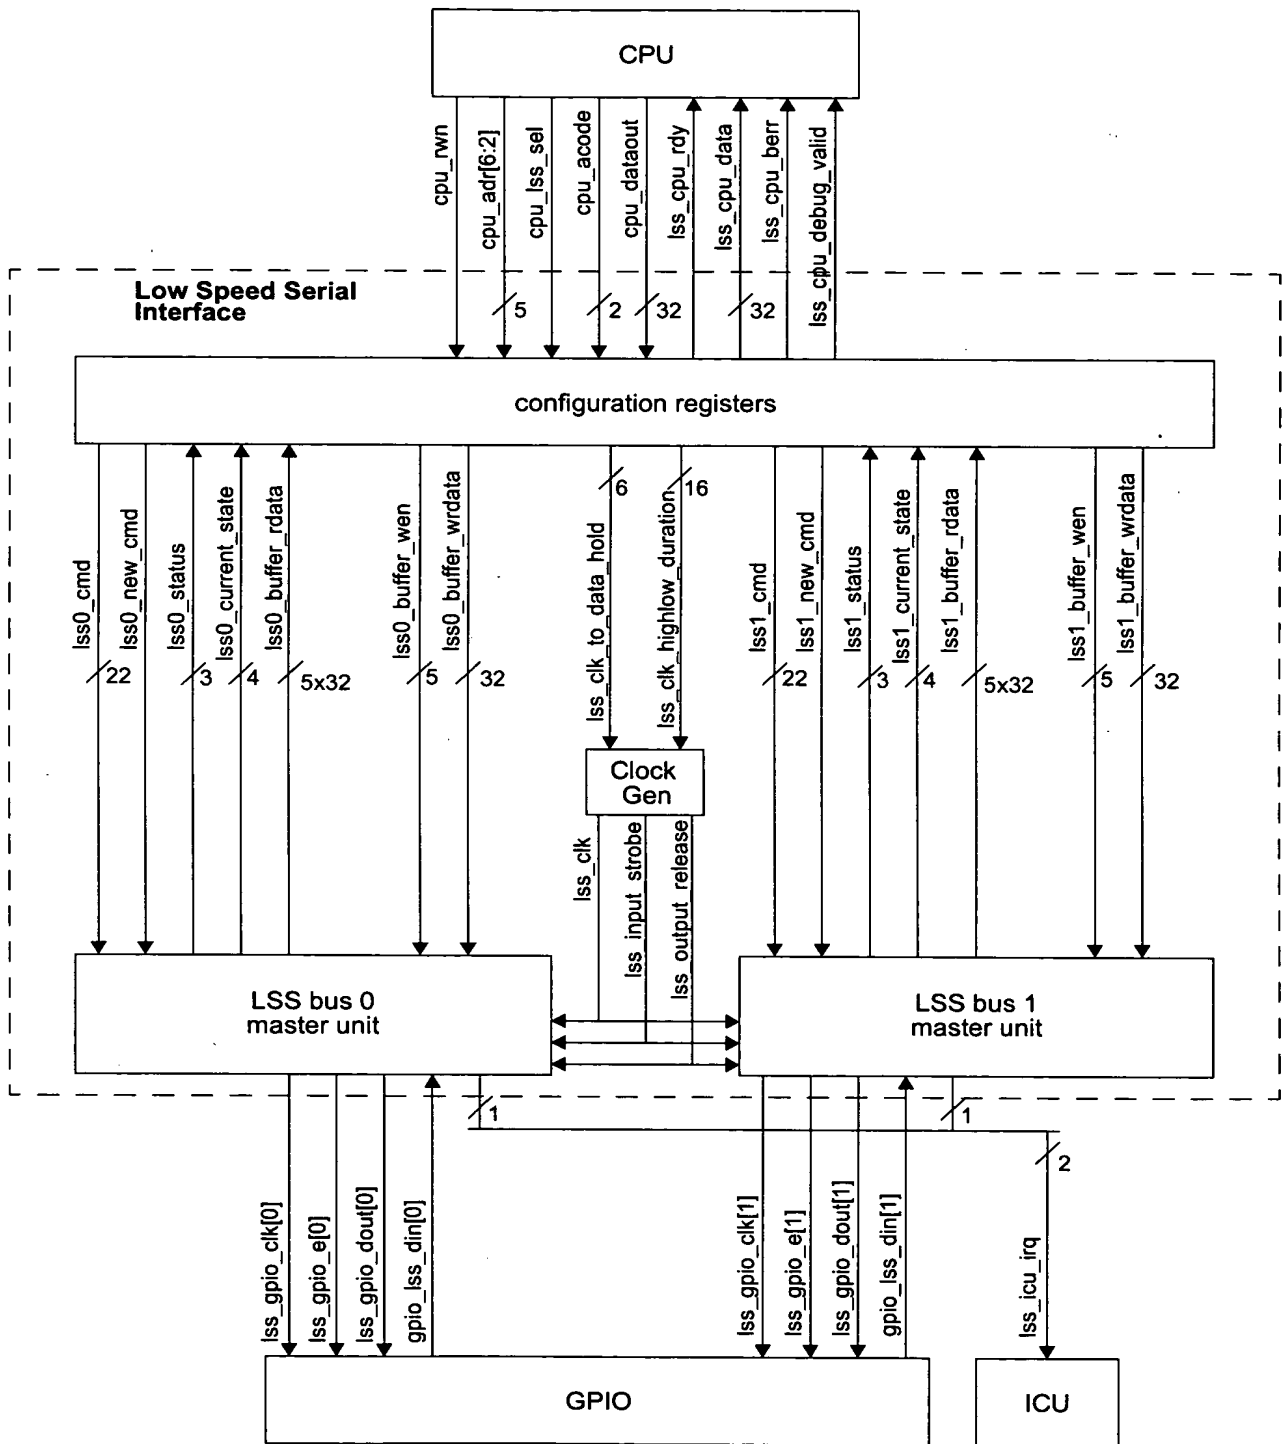 CPU
cpu_rwn
cpu_adr[6:2]
cpu_lss_sel
cpu_acode
cpu_dataout
lss_cpu_rdy
lss_cpu_data
lss_cpu_berr
lss_cpu_debug_valid
Low Speed Serial
Interface
5
2
32
32
configuration registers
lss0_cmd
lss0_new_cmd
lss0_status
lss0_current_state
lss0_buffer_rdata
lss0_buffer_wen
lss0_buffer_wrdata
lss_clk_to_data_hold
lss_clk_highlow_duration
lss1_cmd
lss1_new_cmd
lss1_status
lss1_current_state
lss1_buffer_rdata
lss1_buffer_wen
lss1_buffer_wrdata
6
16
22
3
4
5x32
5
32
22
3
4
5x32
5
32
Clock
Gen
lss_clk
lss_input_strobe
lss_output_release
LSS bus 0
master unit
LSS bus 1
master unit
1
1
2
lss_gpio_clk[0]
lss_gpio_e[0]
lss_gpio_dout[0]
gpio_lss_din[0]
lss_gpio_clk[1]
lss_gpio_e[1]
lss_gpio_dout[1]
gpio_lss_din[1]
lss_icu_irq
GPIO
ICU